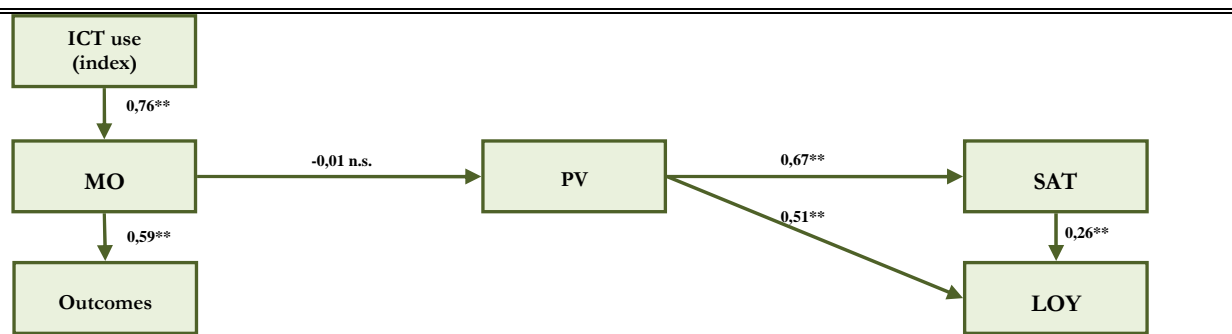 ICT use
(index)
0,76**
MO
-0,01 n.s.
PV
0,67**
SAT
0,51**
0,59**
0,26**
Outcomes
LOY